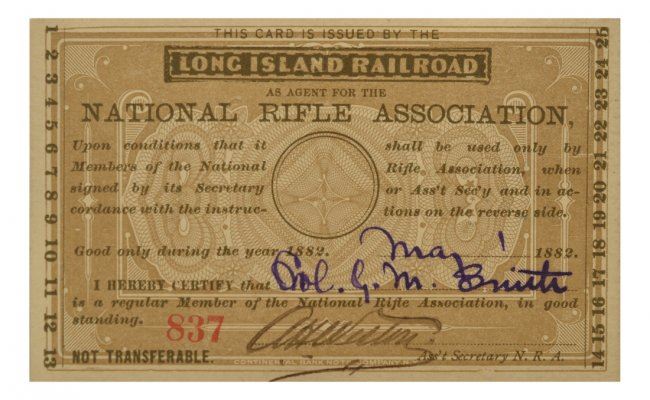 THIS CARD IS ISSUED BY THE
LONG ISLAND RAILROAD
AS AGENT FOR THE
NATIONAL RIFLE ASSOCIATION,
Upon conditions that it shall be used only by
Members of the National Rifle Association, when
signed by its Secretary or Ass't Sec'y and in ac-
cordance with the instruc- tions on the reverse side.
Good only during the year 1882. May 1 1882.
I HEREBY CERTIFY that Col. G. M.
is a regular Member of the National Rifle Association, in good
standing. 837
NOT TRANSFERABLE. Ass't Secretary N. R. A.
CONTINENTAL BANK NOTE COMPANY
1 2 3 4 5 6 7 8 9 10 11 12 13
14 15 16 17 18 19 20 21 22 23 24 25